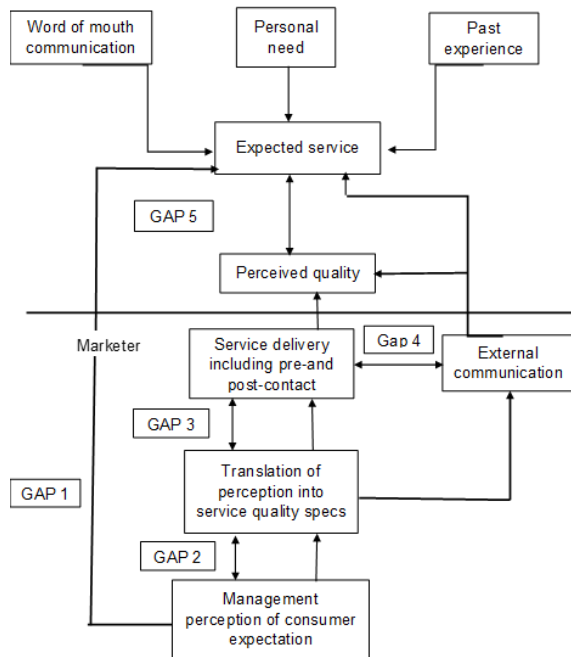 Word of mouth
communication
Personal
need
Past
experience
Expected service
GAP 5
Perceived quality
Marketer
Service delivery
including pre-and
post-contact
Gap 4
External
communication
GAP 3
Translation of
perception into
service quality specs
GAP 1
GAP 2
Management
perception of consumer
expectation